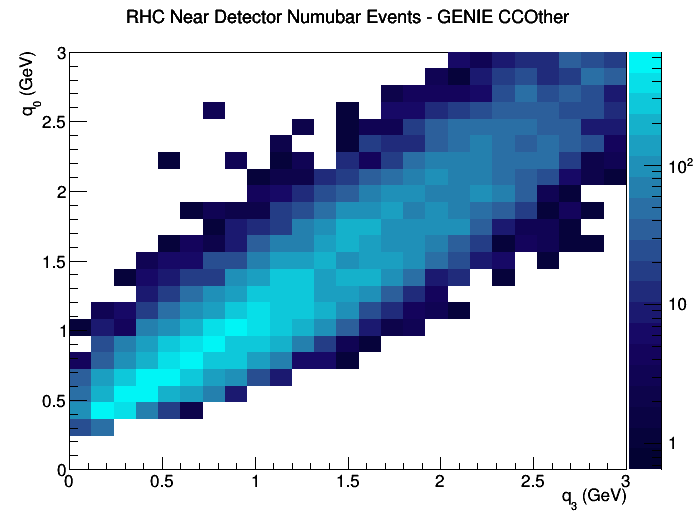 RHC Near Detector Numubar Events - GENIE CCOther
q0 (GeV)
3
2.5
2
1.5
1
0.5
0
0 0.5 1 1.5 2 2.5 3
q3 (GeV)
10²
10
1